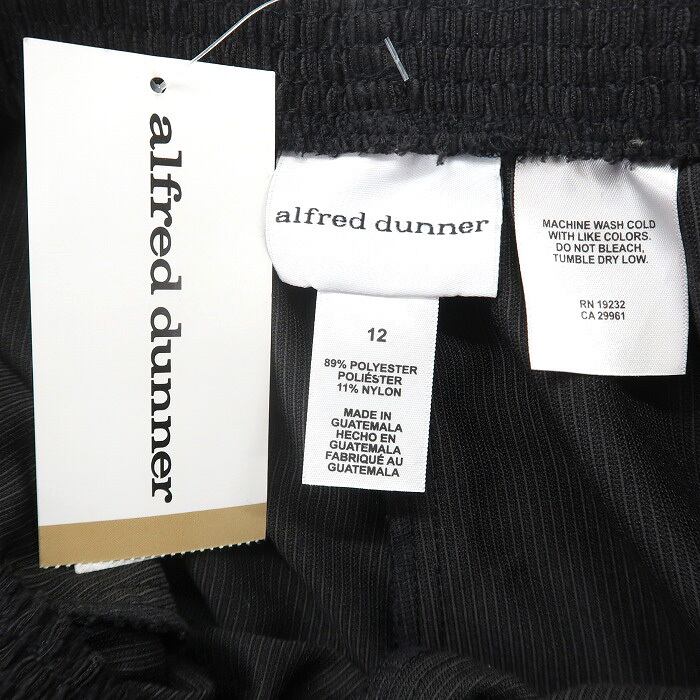 alfred dunner
alfred dunner
12
89% POLYESTER
POLIÉSTER
11% NYLON
MADE IN
GUATEMALA
HECHO EN
GUATEMALA
FABRIQUÉ AU
GUATEMALA
MACHINE WASH COLD
WITH LIKE COLORS.
DO NOT BLEACH,
TUMBLE DRY LOW.
RN 19232
CA 29961